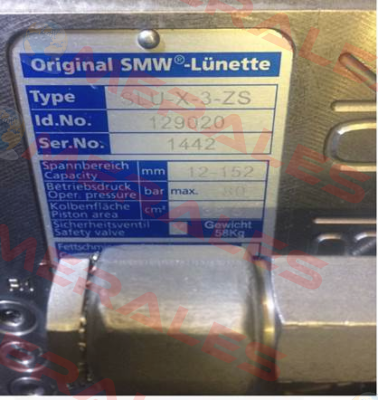 Original SMW®-Lünette
Type SLU-X-3-ZS
Id.No. 129020
Ser.No. 1442
Spannbereich
Capacity mm 12-152
Betriebsdruck
Oper. pressure bar max. 80
Kolbenfläche
Piston area cm²
Sicherheitsventil Gewicht
Safety valve 58Kg